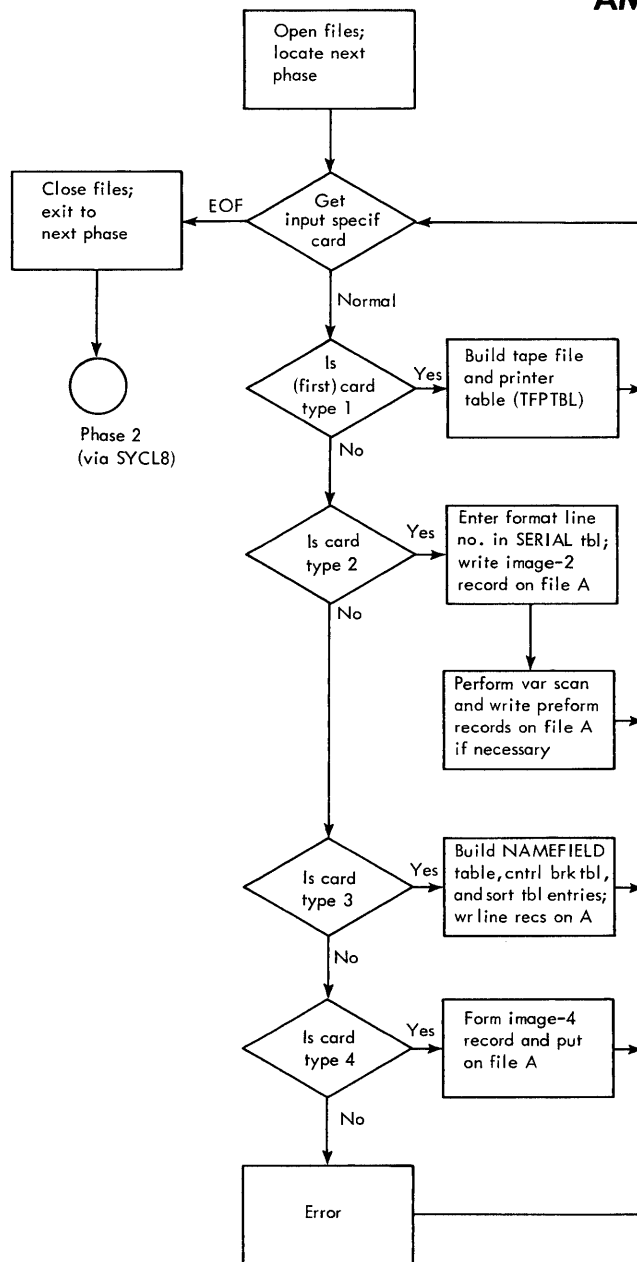 AM
Open files;
locate next
phase
Close files;
exit to
next phase
EOF
Get
input specif
card
Normal
Is
(first) card
type 1
Yes
Build tape file
and printer
table (TFPTBL)
Phase 2
(via SYCL8)
No
Is card
type 2
Yes
Enter format line
no. in SERIAL tbl;
write image-2
record on file A
No
Perform var scan
and write preform
records on file A
if necessary
Is card
type 3
Yes
Build NAMEFIELD
table, cntrl brk tbl,
and sort tbl entries;
wr line recs on A
No
Is card
type 4
Yes
Form image-4
record and put
on file A
No
Error